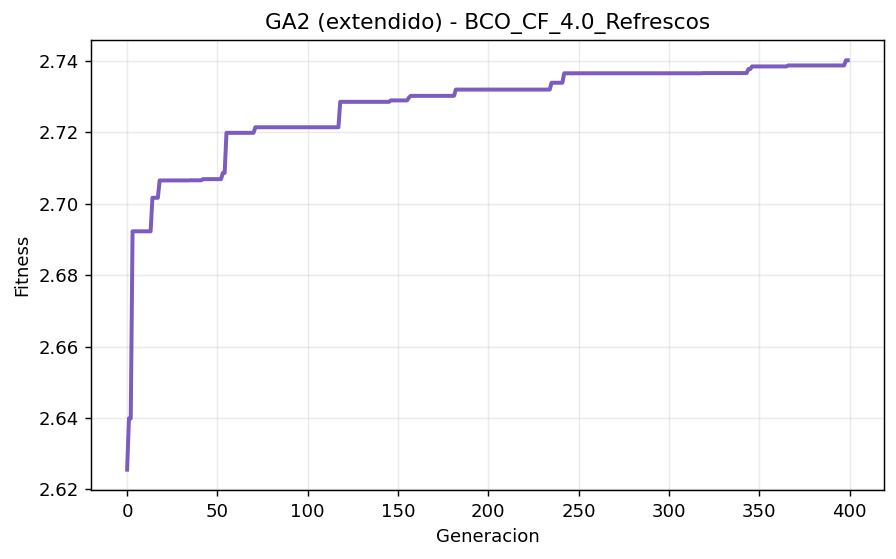 GA2 (extendido) - BCO_CF_4.0_Refrescos
2.74
2.72
2.70
2.68
2.66
2.64
2.62
Fitness
0 50 100 150 200 250 300 350 400
Generacion